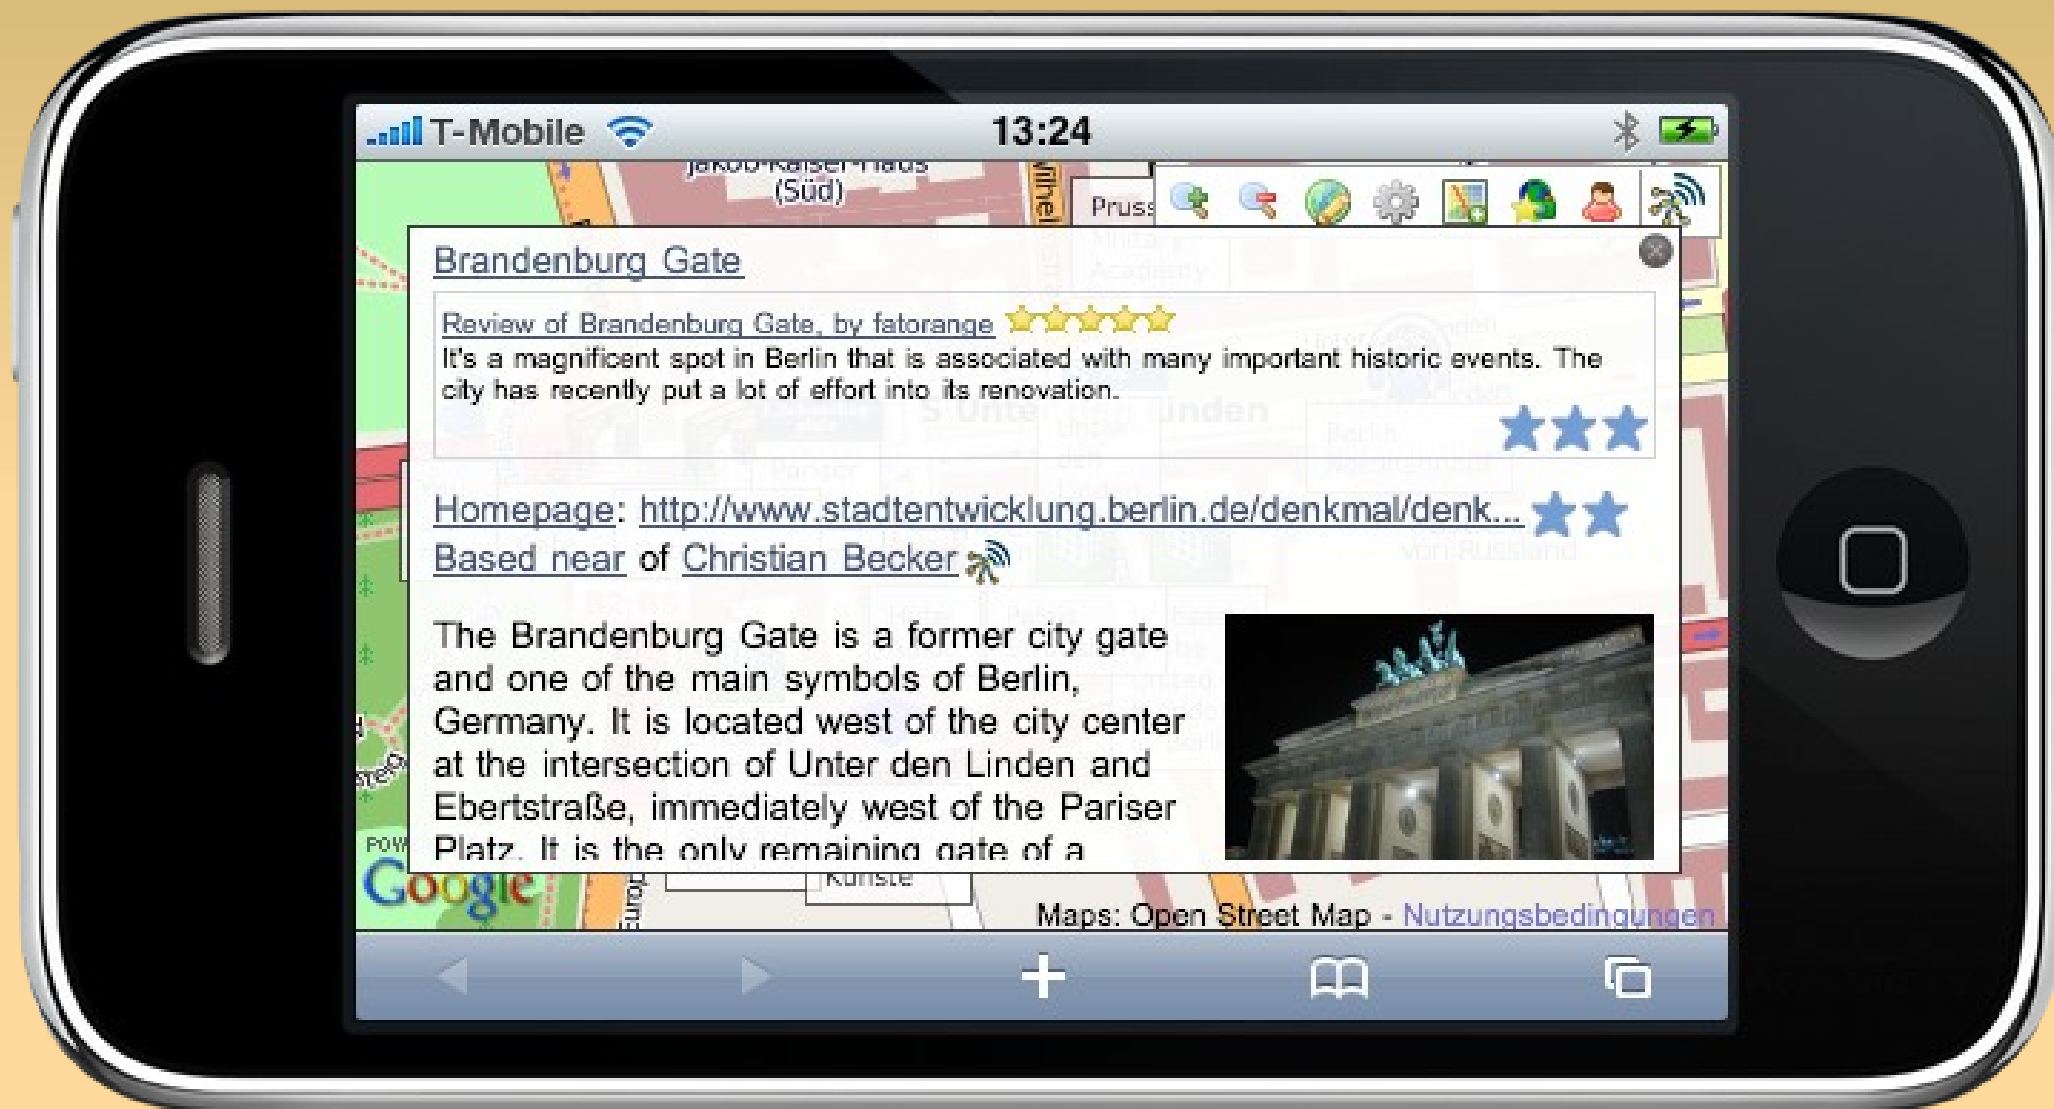 T-Mobile 13:24
(Süd)
Brandenburg Gate
Review of Brandenburg Gate, by fatorange
It's a magnificent spot in Berlin that is associated with many important historic events. The
city has recently put a lot of effort into its renovation.
Homepage: http://www.stadtentwicklung.berlin.de/denkmal/denk...
Based near of Christian Becker
The Brandenburg Gate is a former city gate
and one of the main symbols of Berlin,
Germany. It is located west of the city center
at the intersection of Unter den Linden and
Ebertstraße, immediately west of the Pariser
Platz. It is the only remaining gate of a
Google
Künste
Maps: Open Street Map - Nutzungsbedingungen